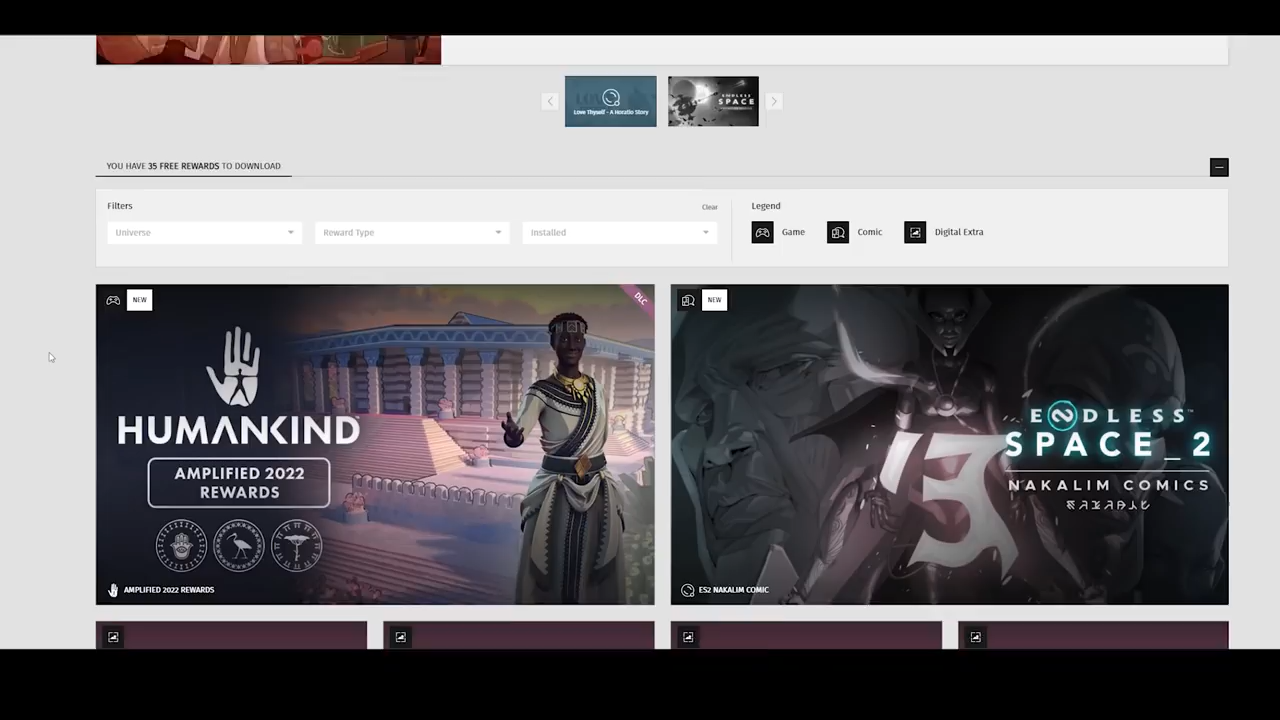 Love Thyself - A Horatio Story
ENDLESS
SPACE
YOU HAVE 35 FREE REWARDS TO DOWNLOAD
Filters
Clear
Legend
Universe
Reward Type
Installed
Game
Comic
Digital Extra
NEW
DLC
HUMANKIND
AMPLIFIED 2022
REWARDS
AMPLIFIED 2022 REWARDS
NEW
3
ENDLESS™
SPACE_2
NAKALIM COMICS
ES2 NAKALIM COMIC